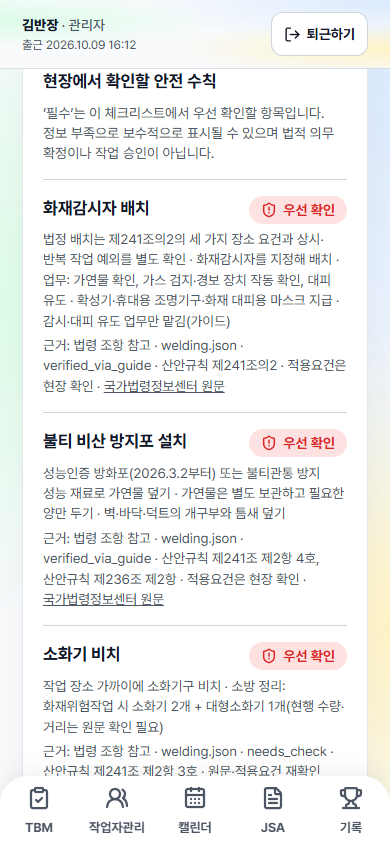 김반장 · 관리자
출근 2026.10.09 16:12
퇴근하기
현장에서 확인할 안전 수칙
‘필수’는 이 체크리스트에서 우선 확인할 항목입니다.
정보 부족으로 보수적으로 표시될 수 있으며 법적 의무
확정이나 작업 승인이 아닙니다.
화재감시자 배치
우선 확인
법정 배치는 제241조의2의 세 가지 장소 요건과 상시·
반복 작업 예외를 별도 확인 · 화재감시자를 지정해 배치 ·
업무: 가연물 확인, 가스 검지·경보 장치 작동 확인, 대피
유도 · 확성기·휴대용 조명기구·화재 대피용 마스크 지급 ·
감시·대피 유도 업무만 맡김(가이드)
근거: 법령 조항 참고 · welding.json ·
verified_via_guide · 산안규칙 제241조의2 · 적용요건은
현장 확인 · 국가법령정보센터 원문
불티 비산 방지포 설치
우선 확인
성능인증 방화포(2026.3.2부터) 또는 불티관통 방지
성능 재료로 가연물 덮기 · 가연물은 별도 보관하고 필요한
양만 두기 · 벽·바닥·덕트의 개구부와 틈새 덮기
근거: 법령 조항 참고 · welding.json ·
verified_via_guide · 산안규칙 제241조 제2항 4호,
산안규칙 제236조 제2항 · 적용요건은 현장 확인 ·
국가법령정보센터 원문
소화기 비치
우선 확인
작업 장소 가까이에 소화기구 비치 · 소방 정리:
화재위험작업 시 소화기 2개 + 대형소화기 1개(현행 수량·
거리는 원문 확인 필요)
근거: 법령 조항 참고 · welding.json · needs_check ·
산안규칙 제241조 제2항 3호 · 원문·적용요건 재확인
TBM
작업자관리
캘린더
JSA
기록